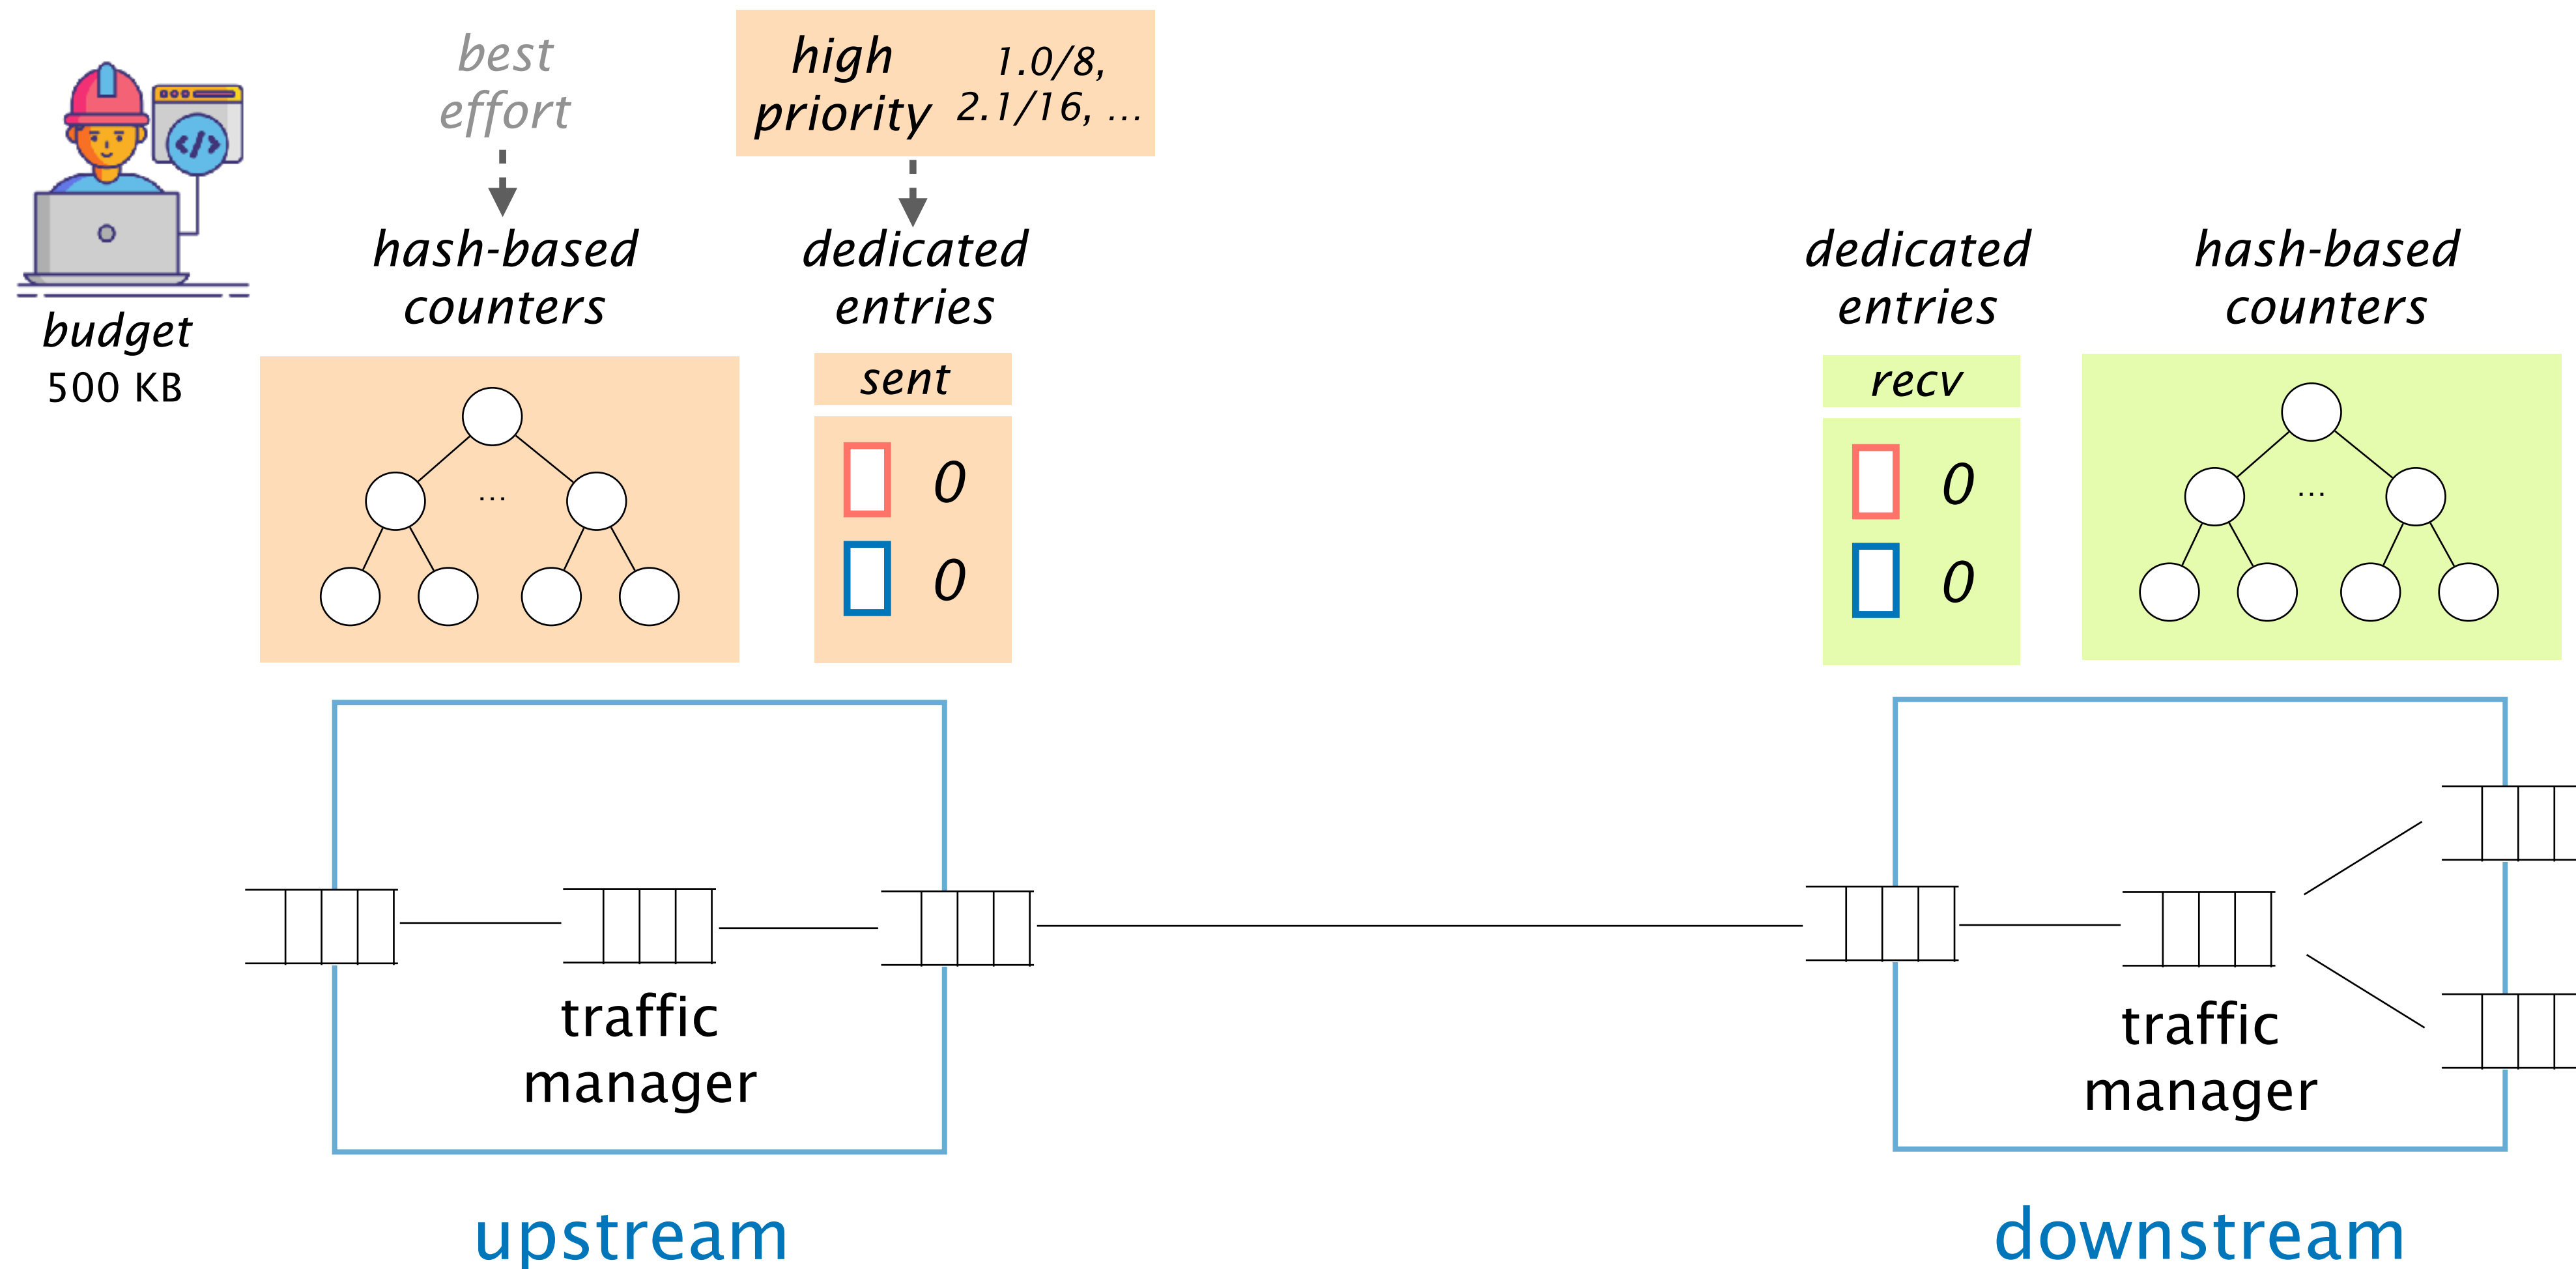 best
effort
high
priority
1.0/8,
2.1/16, ...
</>
budget
500 KB
hash-based
counters
dedicated
entries
dedicated
entries
hash-based
counters
sent
0
0
recv
0
0
...
...
traffic
manager
traffic
manager
upstream
downstream